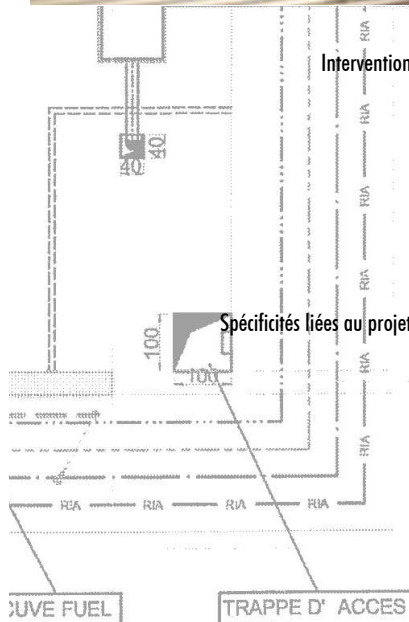 RIA
Intervention
RIA
40
40
RIA
RIA
Spécificités liées au projet
100
100
RIA
RIA
RIA RIA RIA RIA
CUVE FUEL
TRAPPE D' ACCES